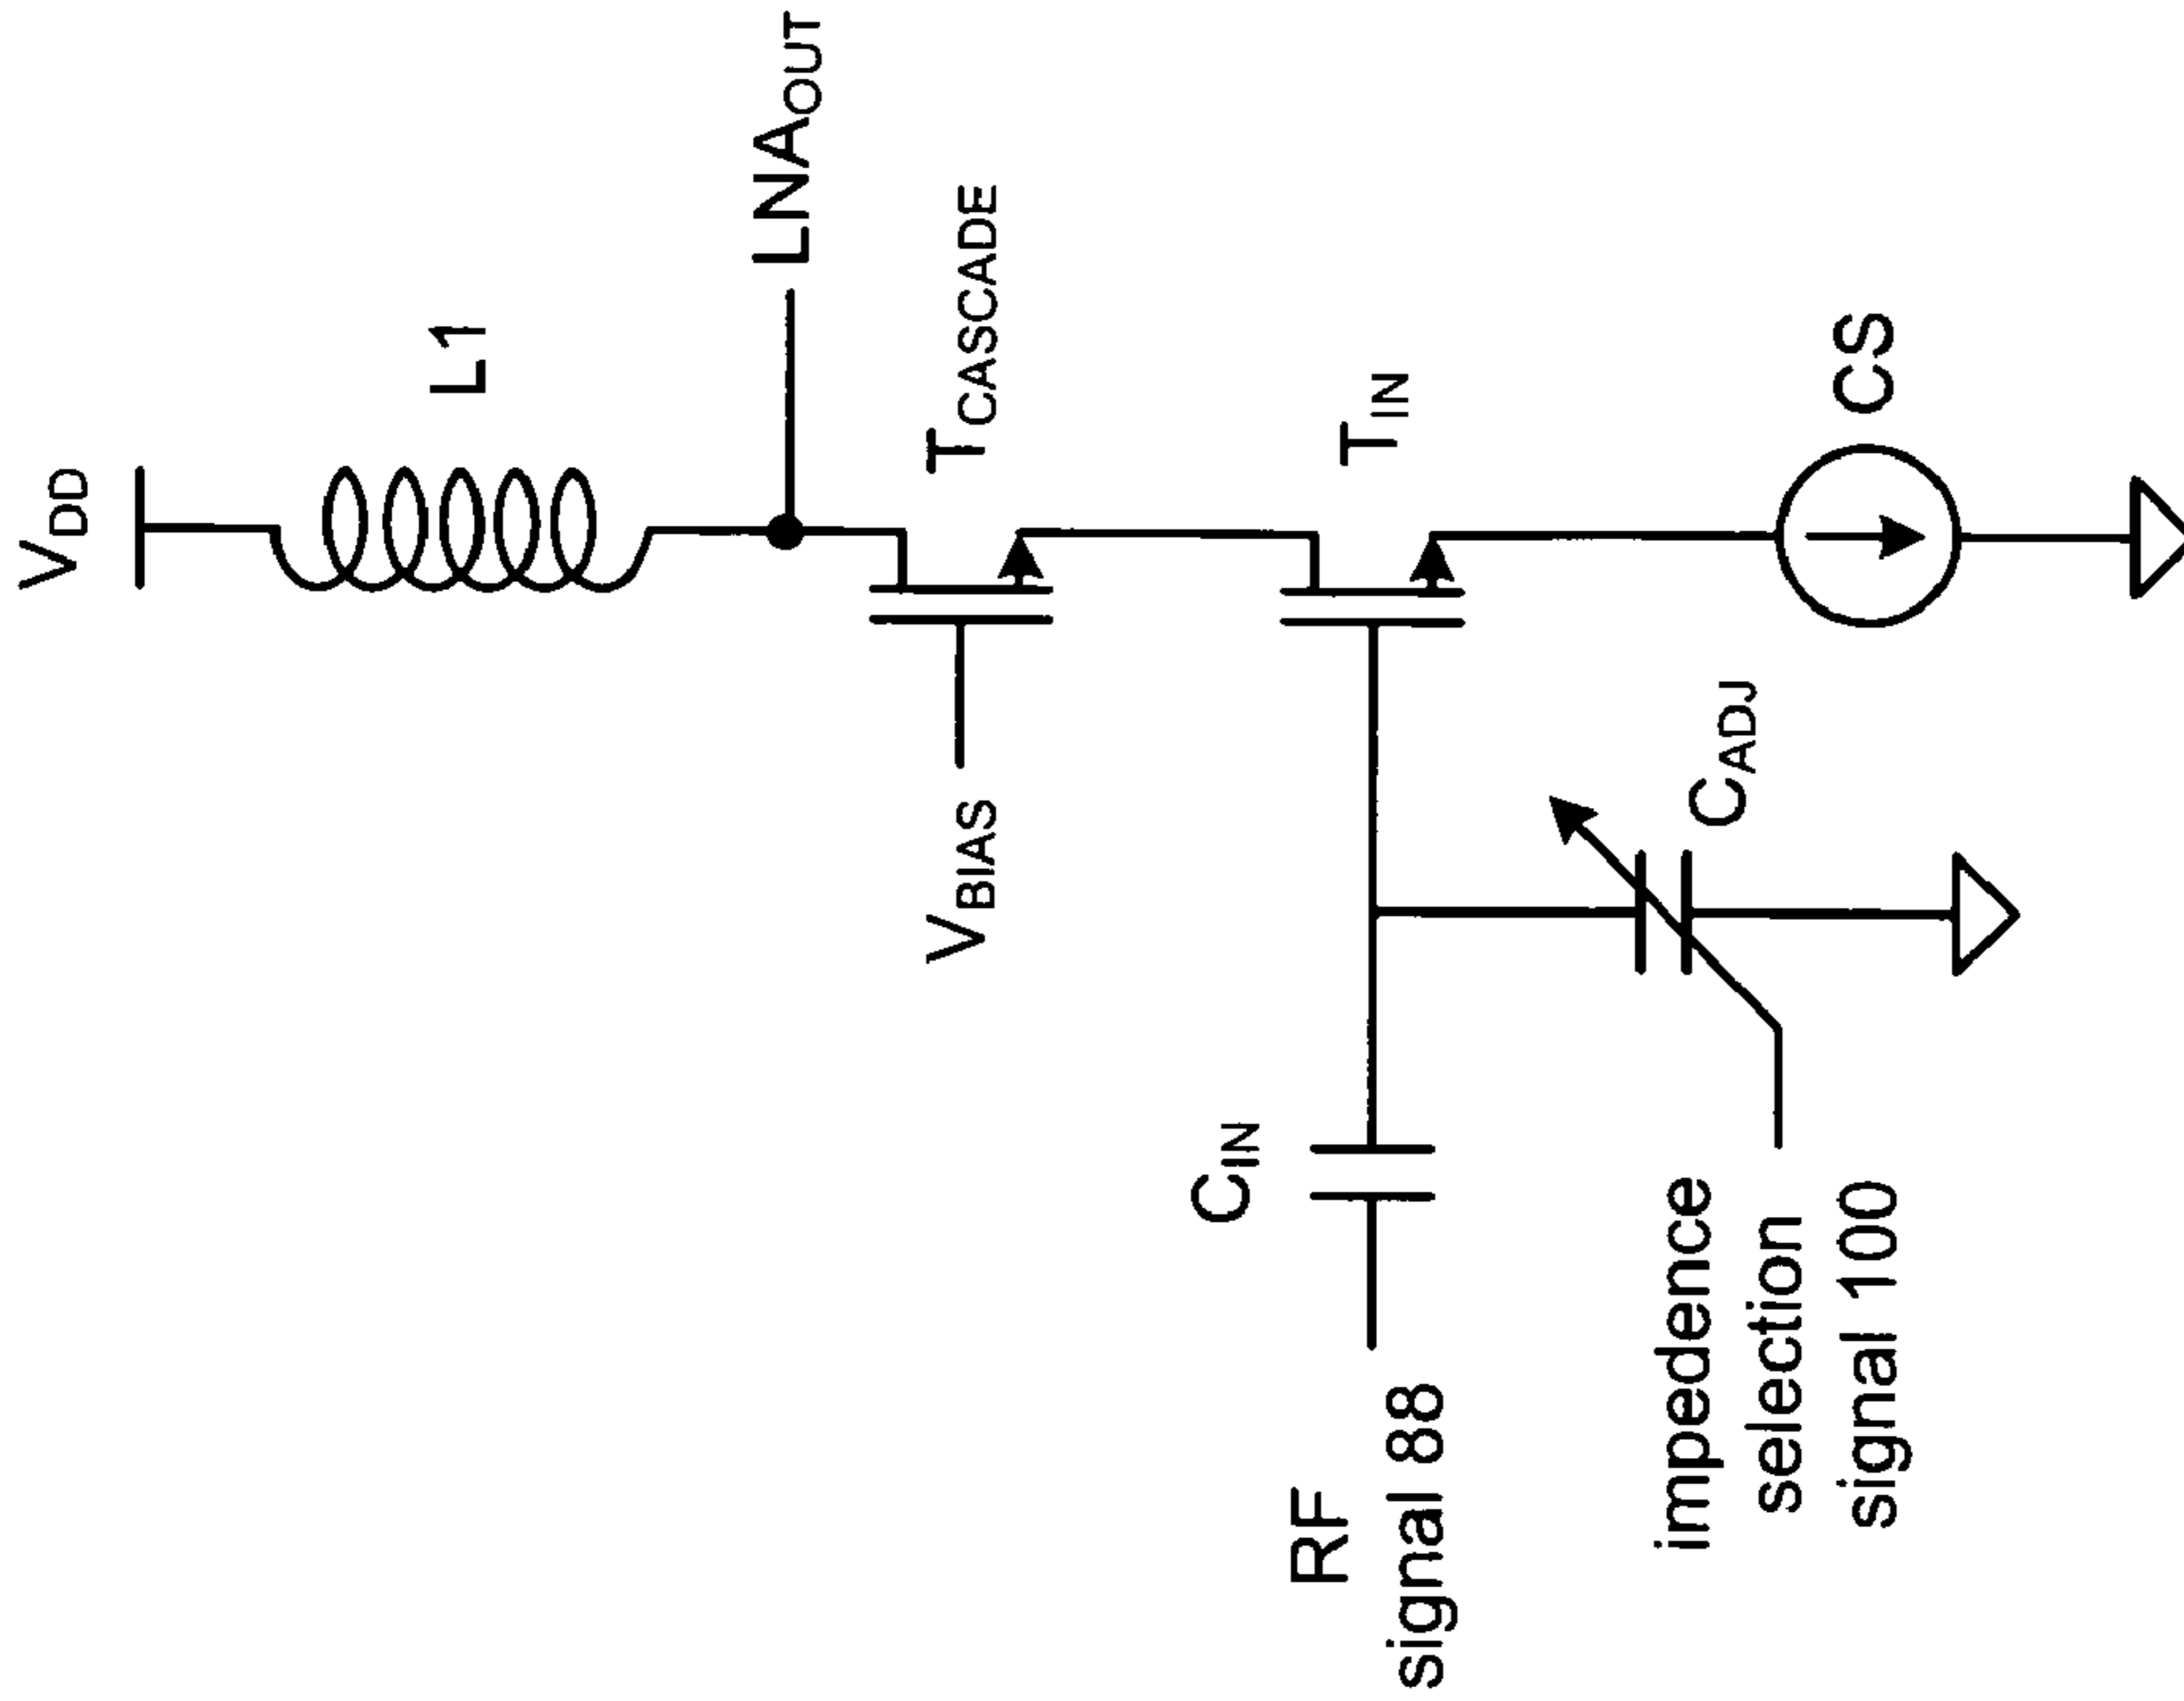 VDD
L1
LNAOUT
TCASCADE
VBIAS
TIN
CIN
RF
signal 88
CADJ
CS
impedence
selection
signal 100